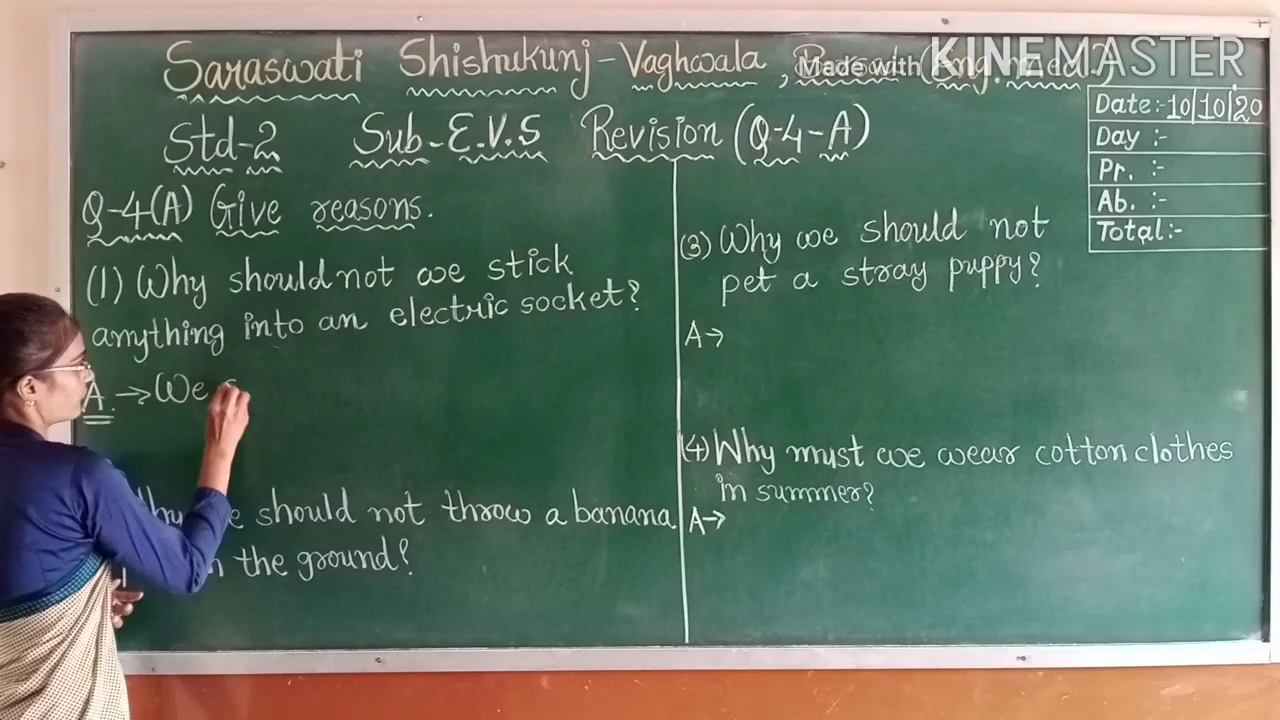 Saraswati Shishukunj-Vaghwala, (Eng. med.)
Made with KINEMASTER
Std-2 Sub-E.V.S Revision (Q-4-A)
Date:-10/10/20
Day :-
Pr. :-
Ab. :-
Total:-
Q-4(A) Give reasons.
(1) Why should not we stick
anything into an electric socket?
A. → We
should not throw a banana
the ground?
(3) Why we should not
pet a stray puppy?
A→
(4) Why must we wear cotton clothes
in summer?
A→